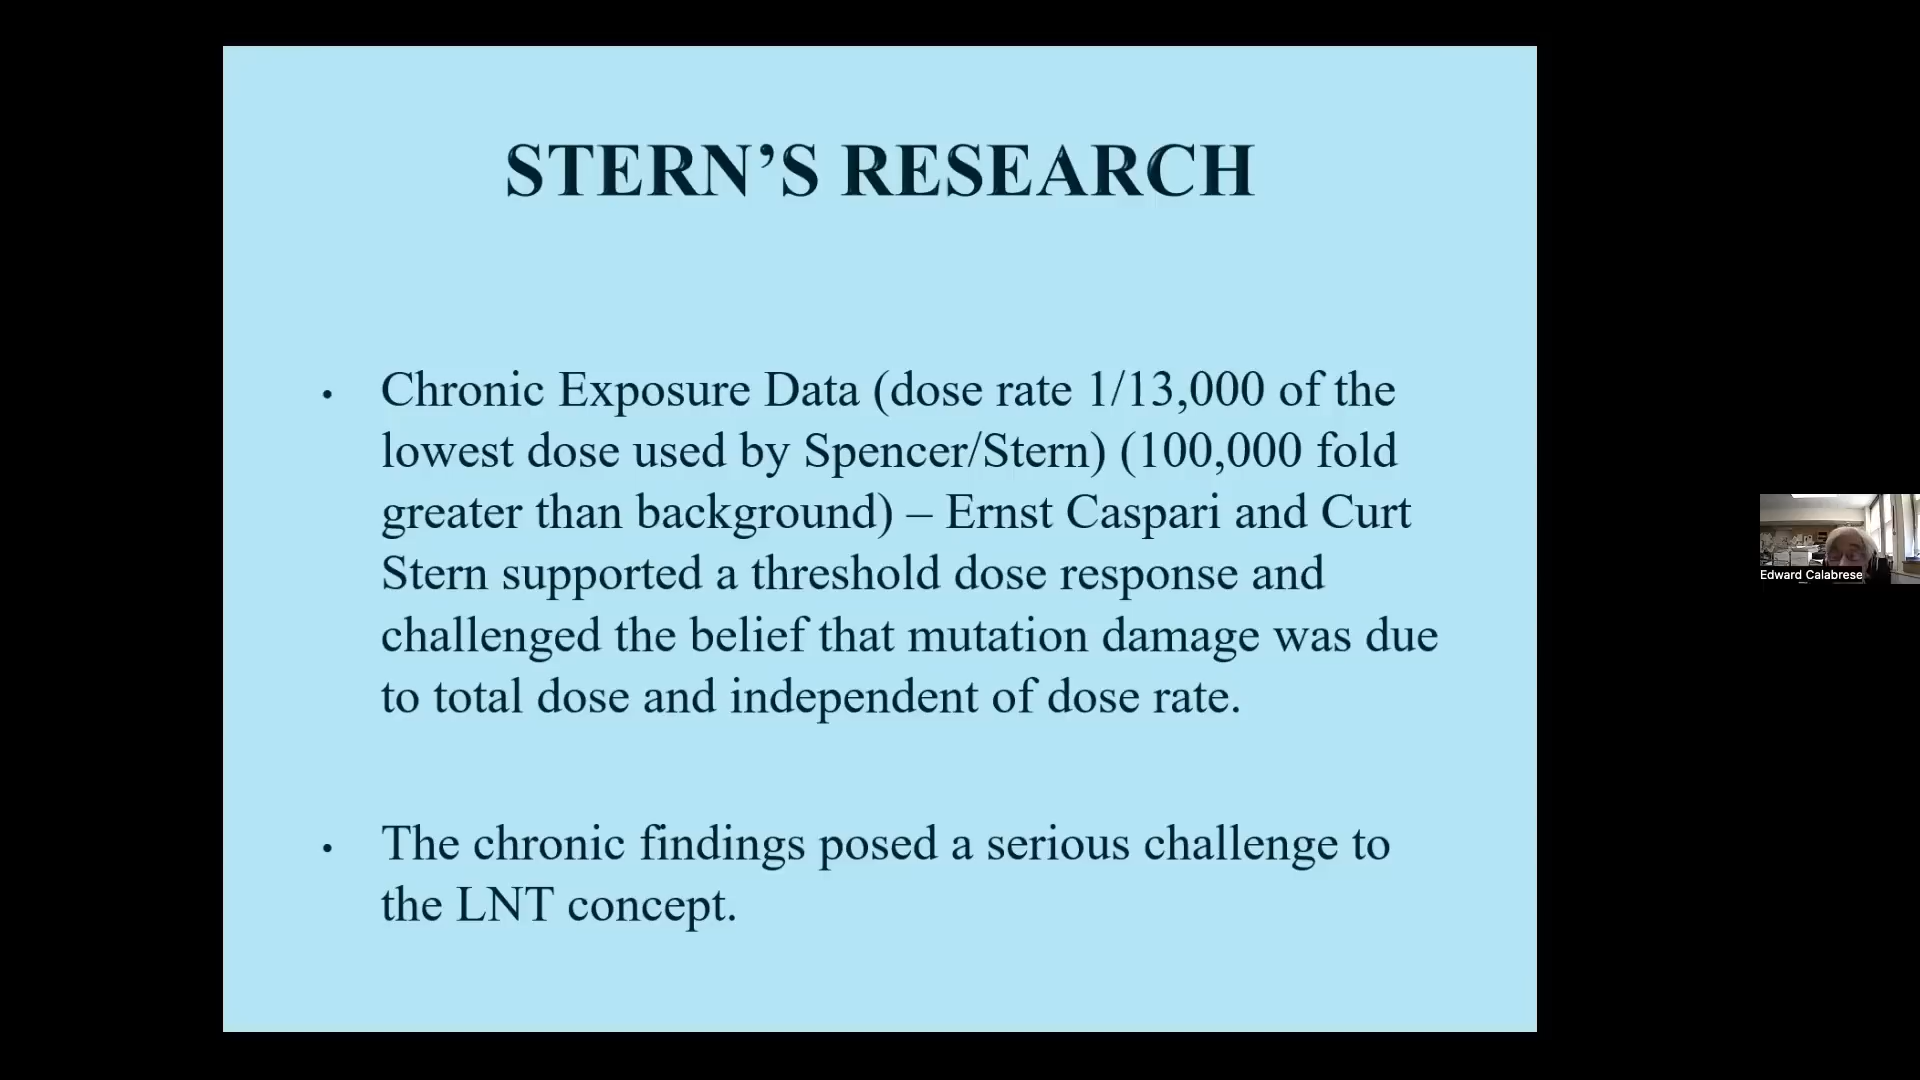 STERN’S RESEARCH
• Chronic Exposure Data (dose rate 1/13,000 of the
lowest dose used by Spencer/Stern) (100,000 fold
greater than background) – Ernst Caspari and Curt
Stern supported a threshold dose response and
challenged the belief that mutation damage was due
to total dose and independent of dose rate.
• The chronic findings posed a serious challenge to
the LNT concept.
Edward Calabrese